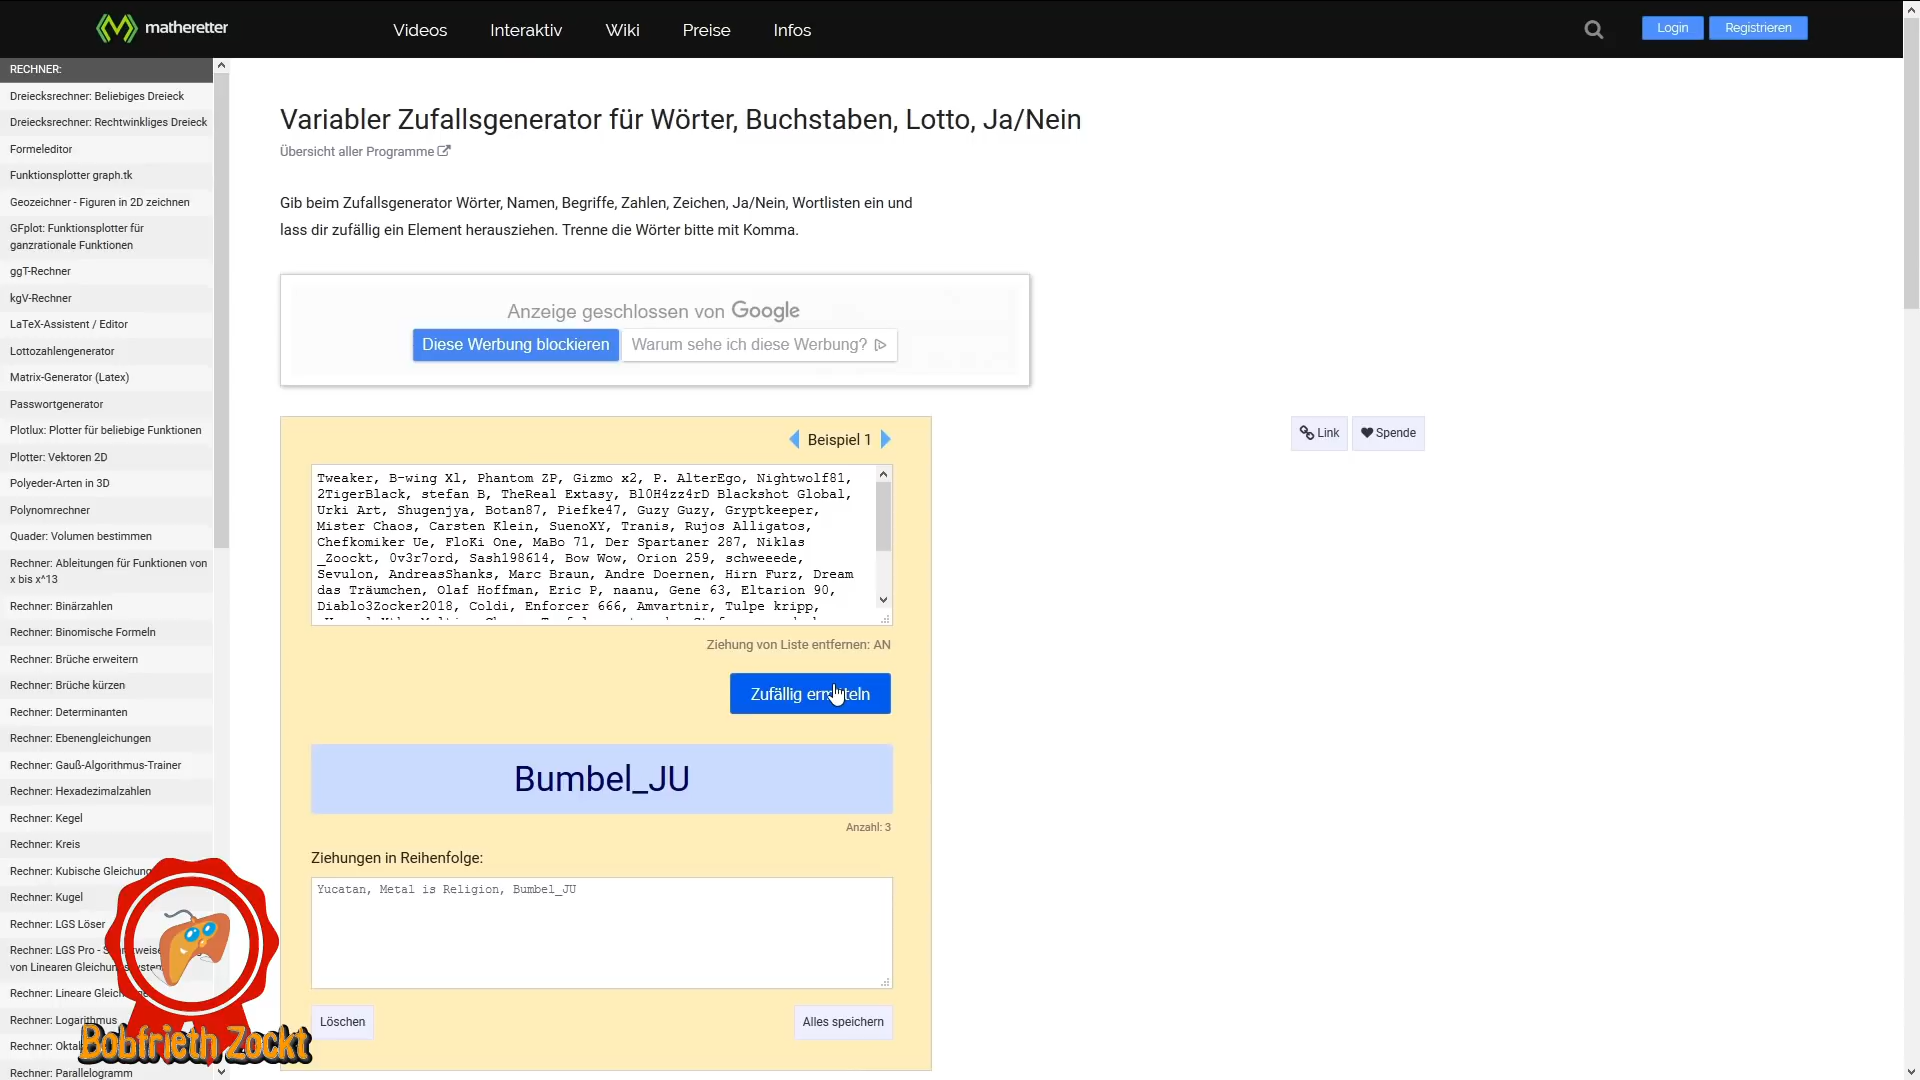 matheretter
Videos
Interaktiv
Wiki
Preise
Infos
Login
Registrieren
RECHNER:
Dreiecksrechner: Beliebiges Dreieck
Dreiecksrechner: Rechtwinkliges Dreieck
Formeleditor
Funktionsplotter graph.tk
Geozeichner - Figuren in 2D zeichnen
GFplot: Funktionsplotter für
ganzrationale Funktionen
ggT-Rechner
kgV-Rechner
LaTeX-Assistent / Editor
Lottozahlengenerator
Matrix-Generator (Latex)
Passwortgenerator
Plotlux: Plotter für beliebige Funktionen
Plotter: Vektoren 2D
Polyeder-Arten in 3D
Polynomrechner
Quader: Volumen bestimmen
Rechner: Ableitungen für Funktionen von
x bis x^13
Rechner: Binärzahlen
Rechner: Binomische Formeln
Rechner: Brüche erweitern
Rechner: Brüche kürzen
Rechner: Determinanten
Rechner: Ebenengleichungen
Rechner: Gauß-Algorithmus-Trainer
Rechner: Hexadezimalzahlen
Rechner: Kegel
Rechner: Kreis
Rechner: Kubische Gleichung
Rechner: Kugel
Rechner: LGS Löser
Rechner: LGS Pro -
von Linearen
Rechner: Lineare
Rechner: Logarithmus
Rechner:
Rechner: Parallelogramm
Bobfrieth Zockt
Variabler Zufallsgenerator für Wörter, Buchstaben, Lotto, Ja/Nein
Übersicht aller Programme
Gib beim Zufallsgenerator Wörter, Namen, Begriffe, Zahlen, Zeichen, Ja/Nein, Wortlisten ein und
lass dir zufällig ein Element herausziehen. Trenne die Wörter bitte mit Komma.
Anzeige geschlossen von Google
Diese Werbung blockieren
Warum sehe ich diese Werbung?
Link
Spende
Beispiel 1
Tweaker, B-wing Xl, Phantom ZP, Gizmo x2, P. AlterEgo, Nightwolf81,
2TigerBlack, stefan B, TheReal Extasy, Bl0H4zz4rD Blackshot Global,
Urki Art, Shugenjya, Botan87, Piefke47, Guzy Guzy, Gryptkeeper,
Mister Chaos, Carsten Klein, SuenoXY, Tranis, Rujos Alligatos,
Chefkomiker Ue, FloKi One, MaBo 71, Der Spartaner 287, Niklas
_Zoockt, 0v3r7ord, Sash198614, Bow Wow, Orion 259, schweeede,
Sevulon, AndreasShanks, Marc Braun, Andre Doernen, Hirn Furz, Dream
das Träumchen, Olaf Hoffman, Eric P, naanu, Gene 63, Eltarion 90,
Diablo3Zocker2018, Coldi, Enforcer 666, Amvartnir, Tulpe kripp,
Ziehung von Liste entfernen: AN
Zufällig ermitteln
Bumbel_JU
Anzahl: 3
Ziehungen in Reihenfolge:
Yucatan, Metal is Religion, Bumbel_JU
Löschen
Alles speichern